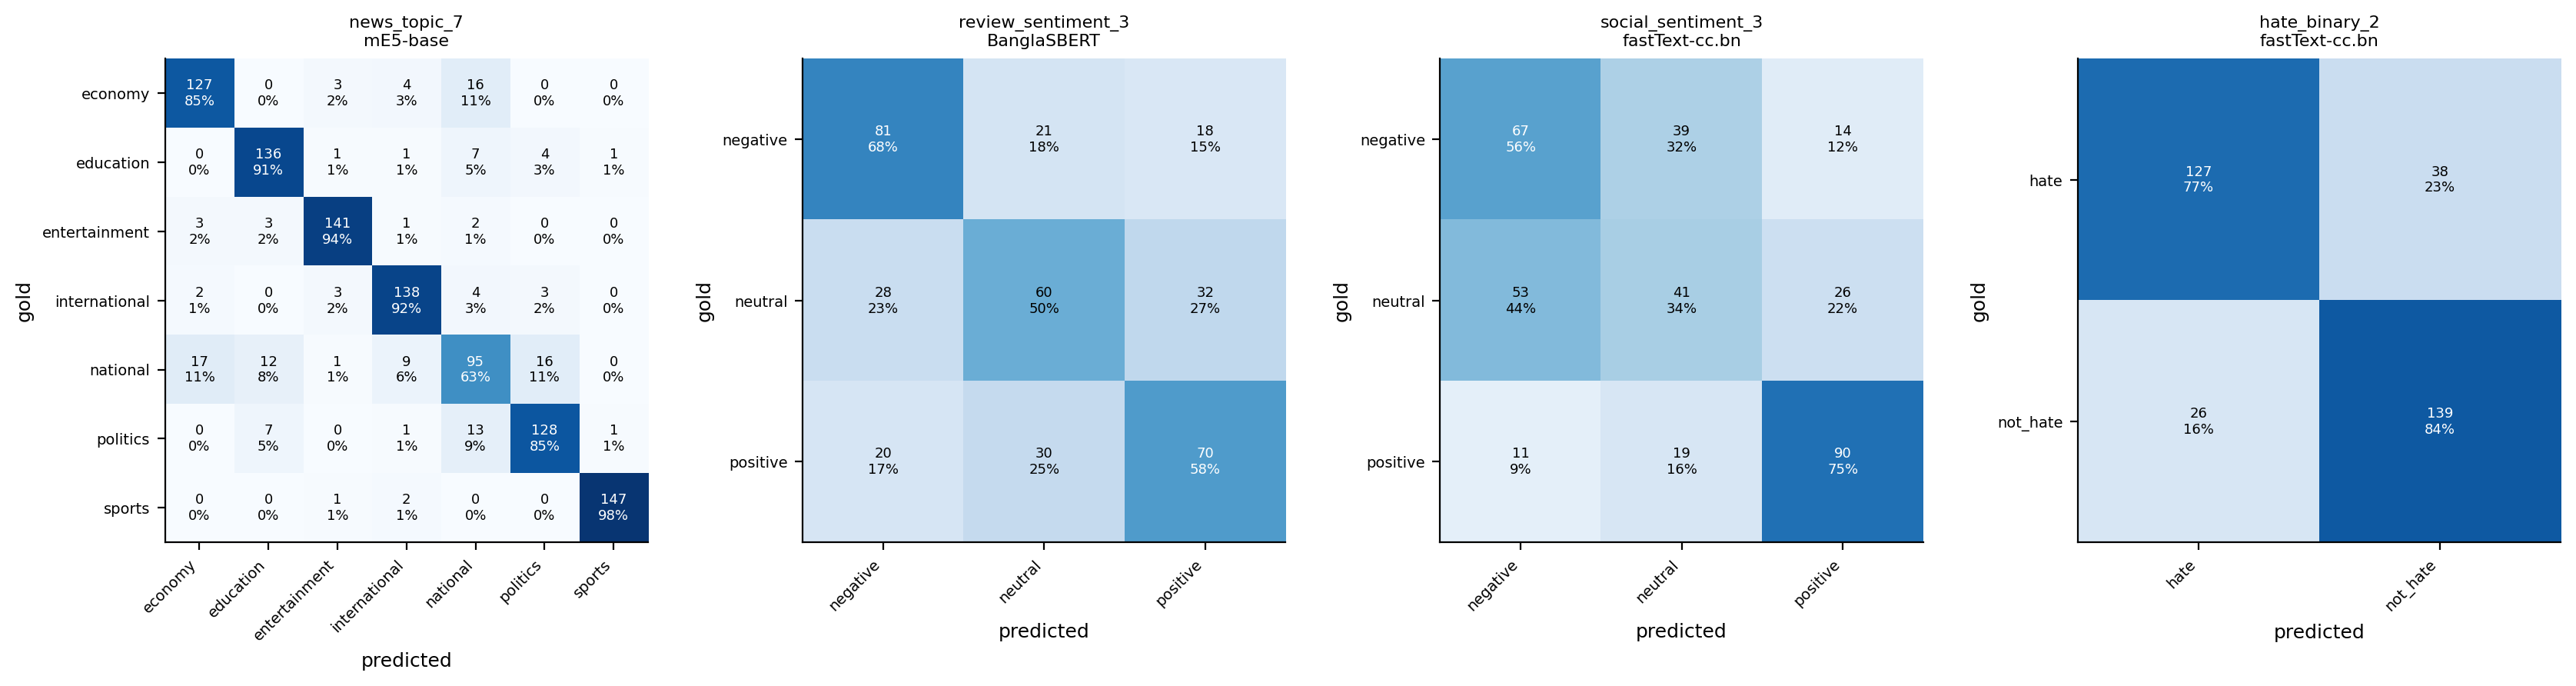 news_topic_7
mE5-base
gold
economy
127 0 3 4 16 0 0
85% 0% 2% 3% 11% 0% 0%
education
0 136 1 1 7 4 1
0% 91% 1% 1% 5% 3% 1%
entertainment
3 3 141 1 2 0 0
2% 2% 94% 1% 1% 0% 0%
international
2 0 3 138 4 3 0
1% 0% 2% 92% 3% 2% 0%
national
17 12 1 9 95 16 0
11% 8% 1% 6% 63% 11% 0%
politics
0 7 0 1 13 128 1
0% 5% 0% 1% 9% 85% 1%
sports
0 0 1 2 0 0 147
0% 0% 1% 1% 0% 0% 98%
economy
education
entertainment
international
national
politics
sports
predicted
review_sentiment_3
BanglaSBERT
gold
negative
81 21 18
68% 18% 15%
neutral
28 60 32
23% 50% 27%
positive
20 30 70
17% 25% 58%
negative
neutral
positive
predicted
social_sentiment_3
fastText-cc.bn
gold
negative
67 39 14
56% 32% 12%
neutral
53 41 26
44% 34% 22%
positive
11 19 90
9% 16% 75%
negative
neutral
positive
predicted
hate_binary_2
fastText-cc.bn
gold
hate
127 38
77% 23%
not_hate
26 139
16% 84%
hate
not_hate
predicted